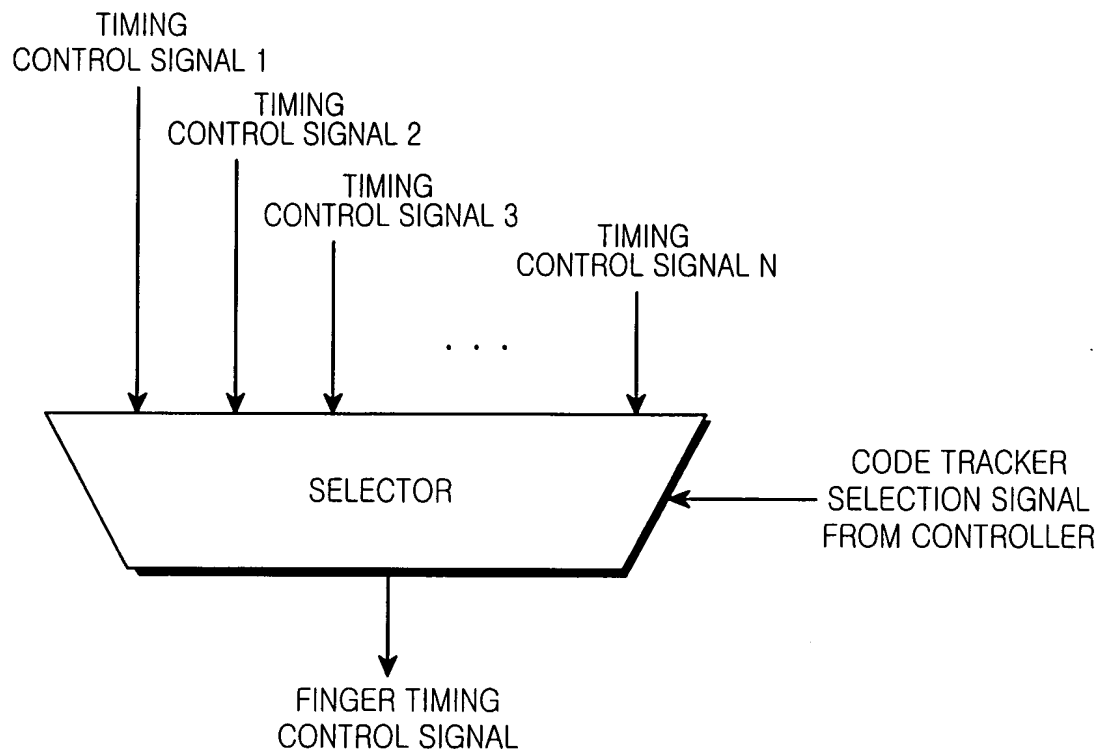 TIMING
CONTROL SIGNAL 1
TIMING
CONTROL SIGNAL 2
TIMING
CONTROL SIGNAL 3
TIMING
CONTROL SIGNAL N
. . .
SELECTOR
CODE TRACKER
SELECTION SIGNAL
FROM CONTROLLER
FINGER TIMING
CONTROL SIGNAL